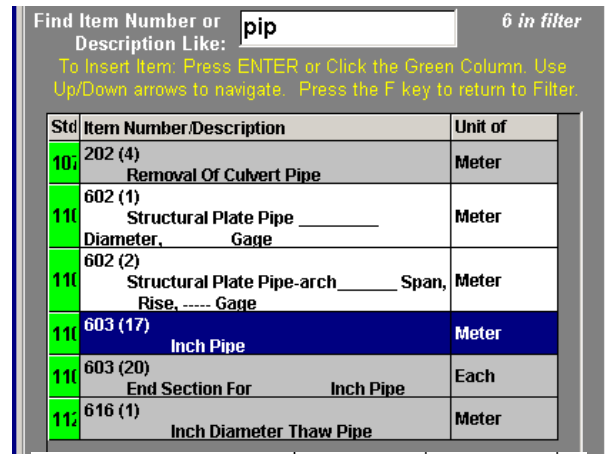 Find Item Number or
Description Like:
pip
6 in filter
To Insert Item: Press ENTER or Click the Green Column. Use
Up/Down arrows to navigate. Press the F key to return to Filter.
Std Item Number/Description Unit of
202 (4)
Removal Of Culvert Pipe Meter
602 (1)
Structural Plate Pipe ________ Meter
Diameter, _______ Gage
602 (2)
Structural Plate Pipe-arch______ Span, Meter
Rise, ----- Gage
603 (17)
Inch Pipe Meter
603 (20)
End Section For ________ Inch Pipe Each
616 (1)
Inch Diameter Thaw Pipe Meter